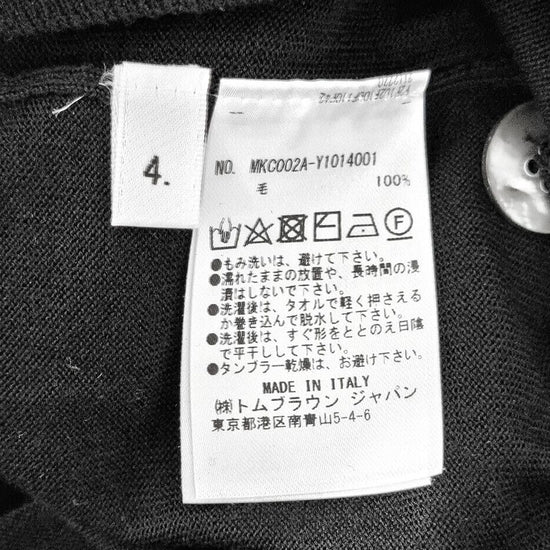 4.
NO. MKC002A-Y1014001
毛 100%
F
●もみ洗いは、避けて下さい。
●濡れたままの放置や、長時間の浸
漬はしないで下さい。
●洗濯後は、タオルで軽く押さえる
か巻き込んで脱水して下さい。
●洗濯後は、すぐ形をととのえ日陰
で平干しして下さい。
●タンブラー乾燥は、お避け下さい。
MADE IN ITALY
㈱トムブラウン ジャパン
東京都港区南青山5-4-6